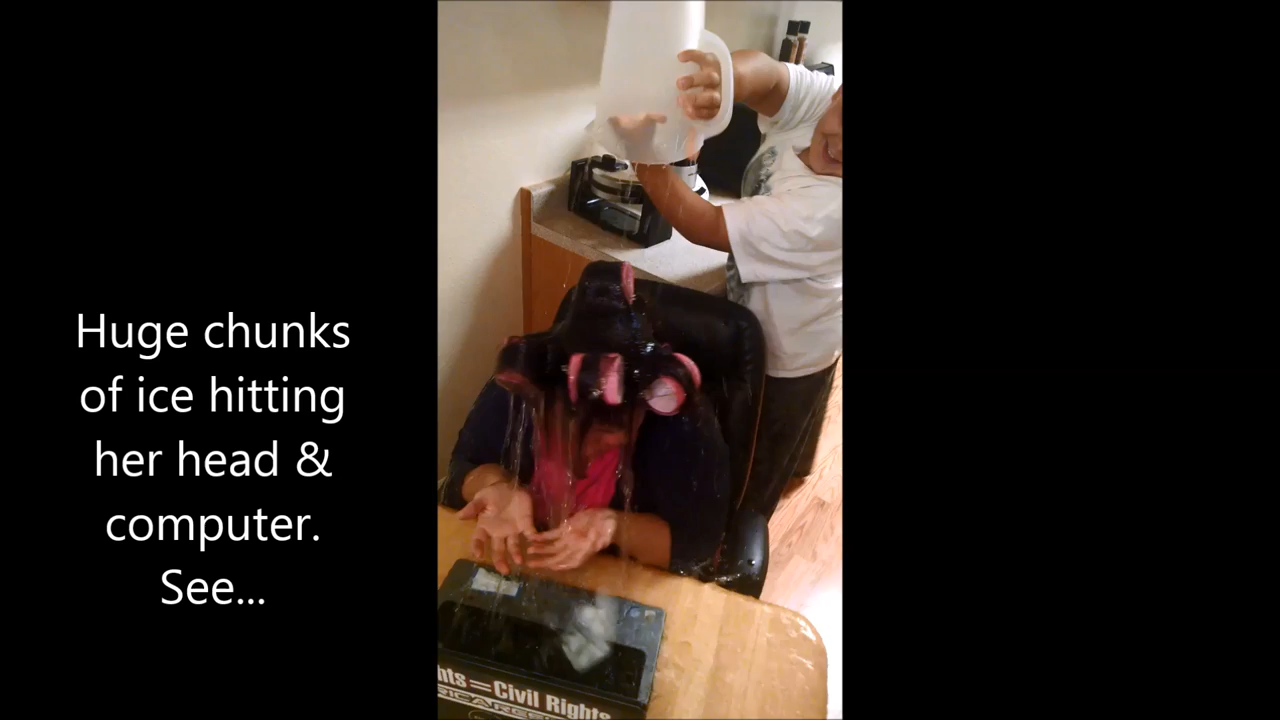 Huge chunks
of ice hitting
her head &
computer.
See...
=Civil Rights